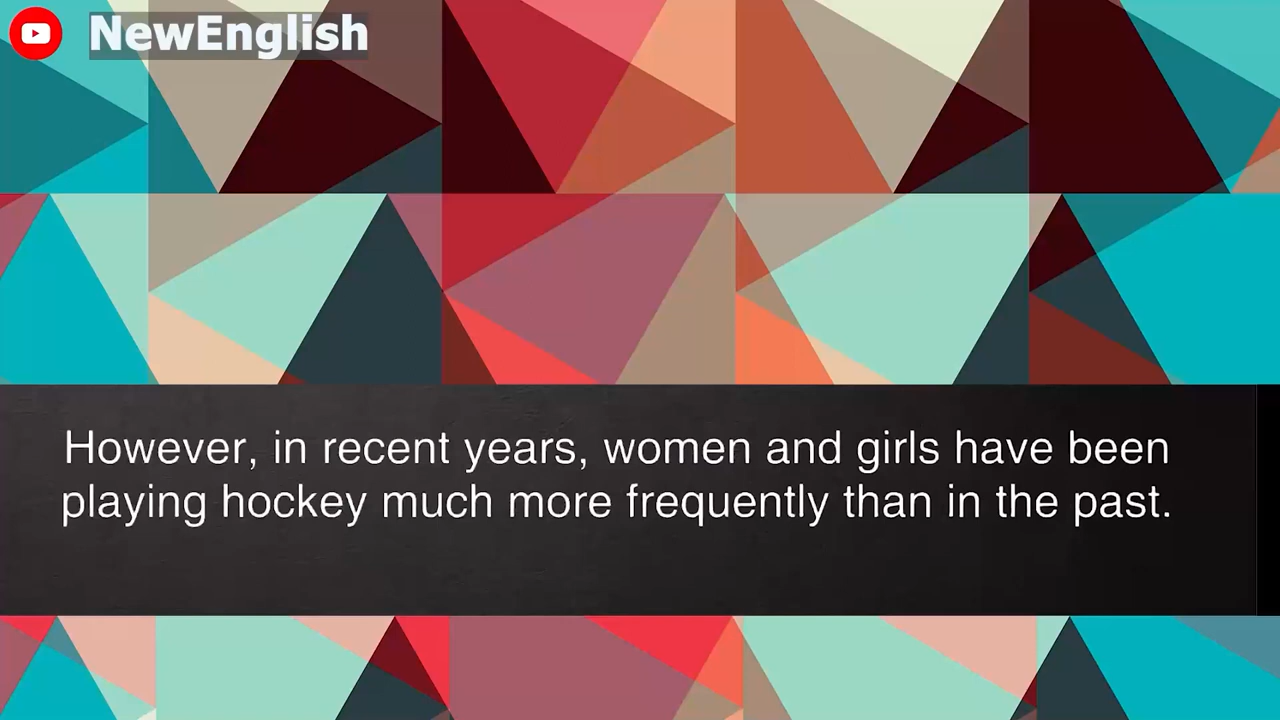 NewEnglish
However, in recent years, women and girls have been
playing hockey much more frequently than in the past.